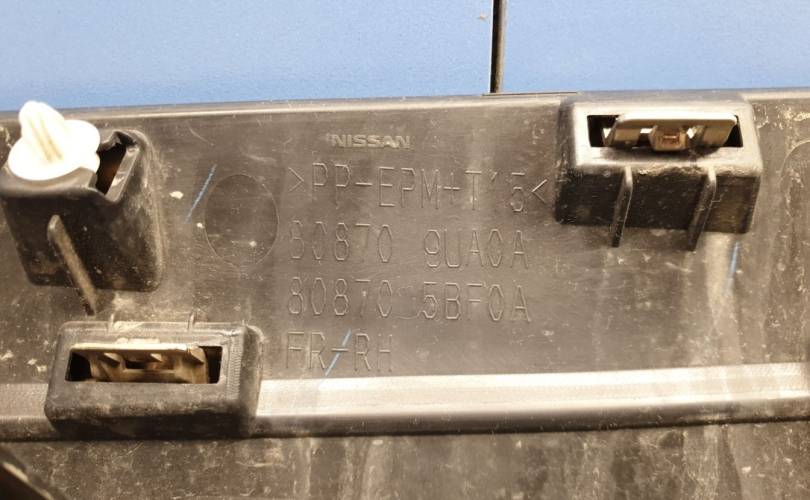 NISSAN
>PP-EPM+T15<
80870 9UA0A
80870 5BF0A
FR-RH